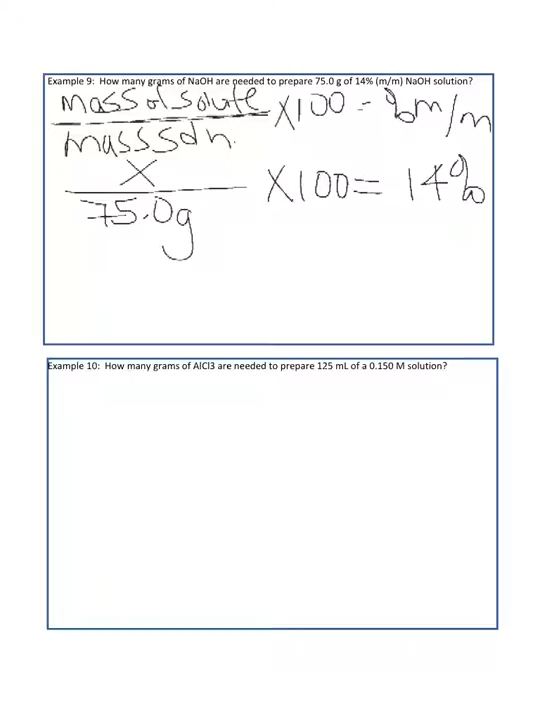 Example 9: How many grams of NaOH are needed to prepare 75.0 g of 14% (m/m) NaOH solution?
mass of solute
X100 = %m/m
mass soln.
X
X100 = 14%
75.0g
Example 10: How many grams of AlCl3 are needed to prepare 125 mL of a 0.150 M solution?